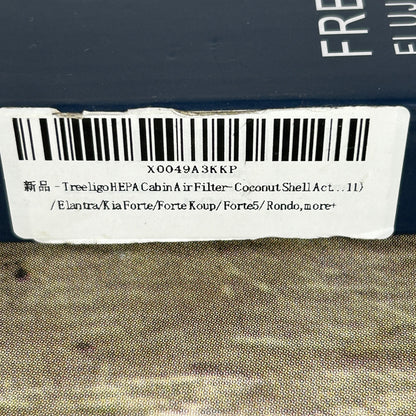 FRE
FIUJ
X0049A3KKP
新品 - Treeligo HEPA Cabin Air Filter- Coconut Shell Act...11)
/Elantra/Kia Forte/Forte Koup/ Forte5/ Rondo, more+